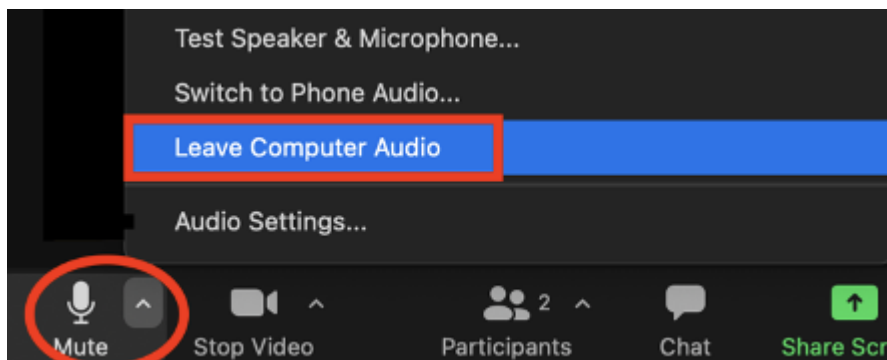 Test Speaker & Microphone...
Switch to Phone Audio...
Leave Computer Audio
Audio Settings...
2
Mute Stop Video Participants Chat Share Scr